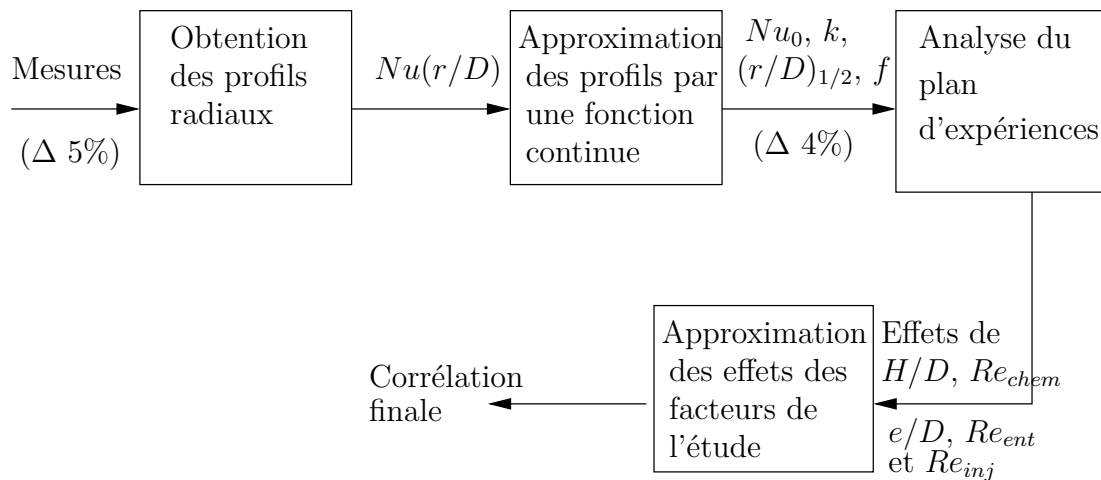 Mesures
(Δ 5%)
Obtention
des profils
radiaux
Nu(r/D)
Approximation
des profils par
une fonction
continue
Nu₀, k,
(r/D)₁/₂, f
(Δ 4%)
Analyse du
plan
d'expériences
Effets de
H/D, Re_chem
e/D, Re_ent
et Re_inj
Approximation
des effets des
facteurs de
l'étude
Corrélation
finale